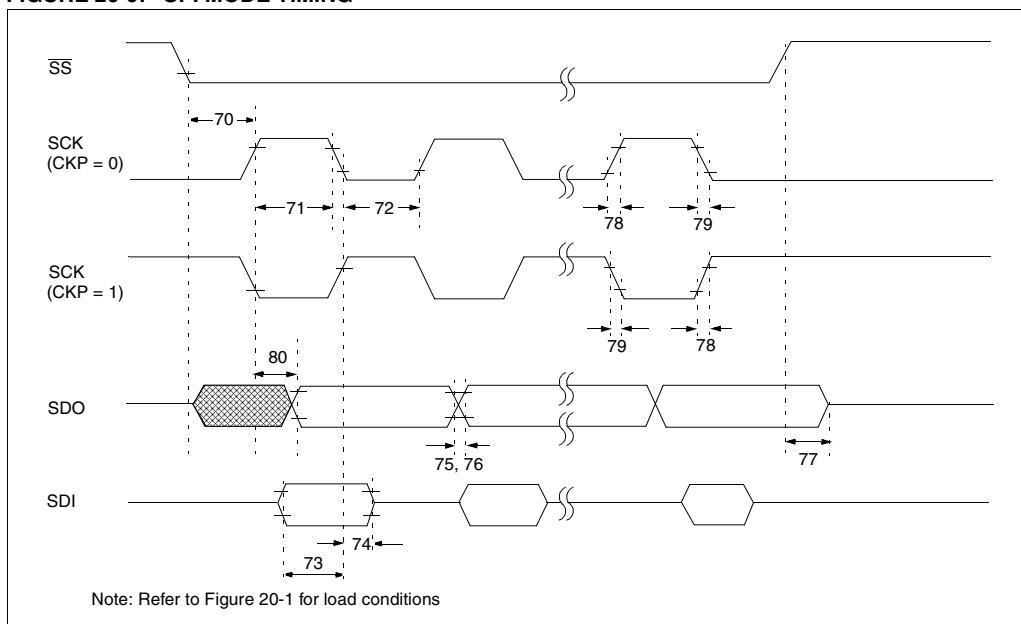 FIGURE 20-9: SPI MODE TIMING
SS
70
SCK
(CKP = 0)
71
72
78
79
SCK
(CKP = 1)
79
78
80
SDO
75, 76
77
SDI
74
73
Note: Refer to Figure 20-1 for load conditions